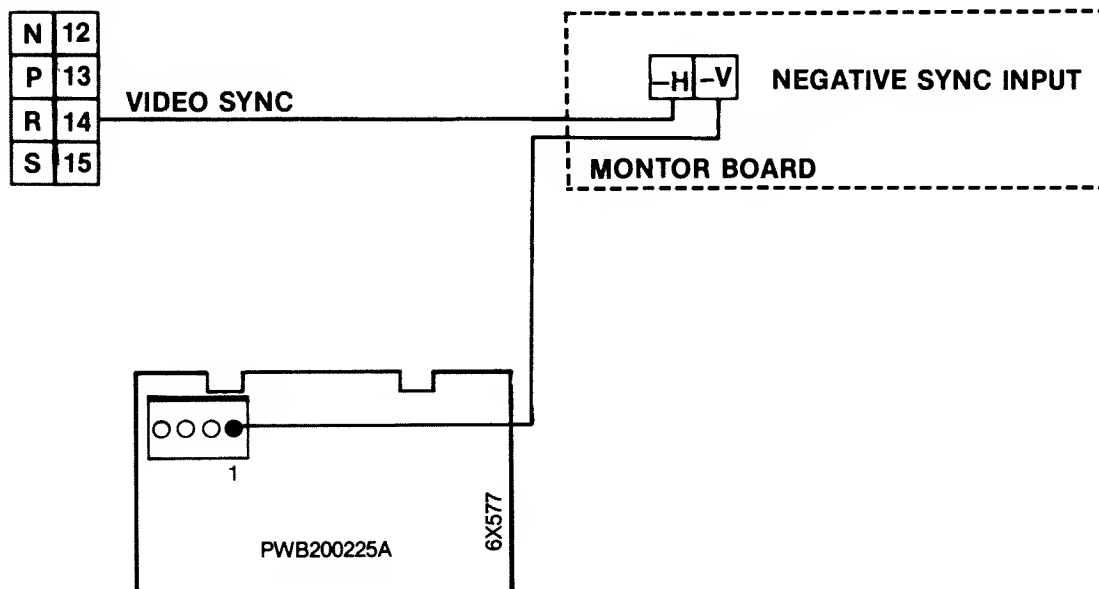 N 12
P 13
R 14
S 15
VIDEO SYNC
–H –V
NEGATIVE SYNC INPUT
MONTOR BOARD
1
6X577
PWB200225A